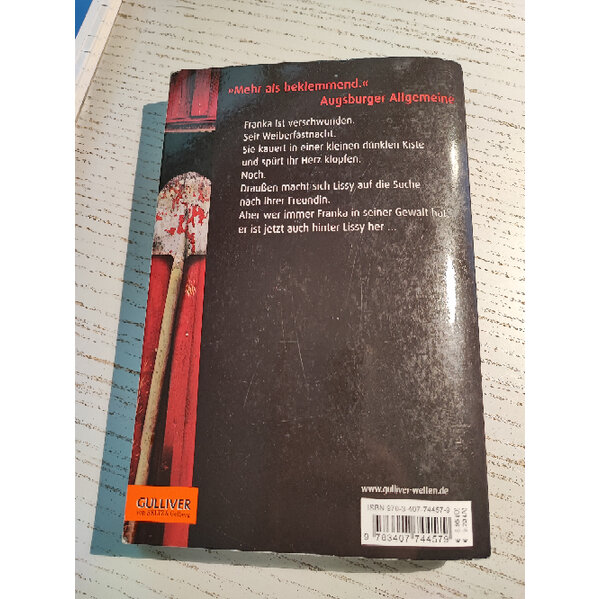 »Mehr als beklemmend.«
Augsburger Allgemeine
Franka ist verschwunden.
Seit Weiberfastnacht.
Sie kauert in einer kleinen dunklen Kiste
und spürt ihr Herz klopfen.
Noch.
Draußen macht sich Lissy auf die Suche
nach ihrer Freundin.
Aber wer immer Franka in seiner Gewalt hat,
er ist jetzt auch hinter Lissy her ...
www.gulliver-welten.de
GULLIVER
von BELTZ & Gelberg
ISBN 978-3-407-74457-9
9 783407 744579